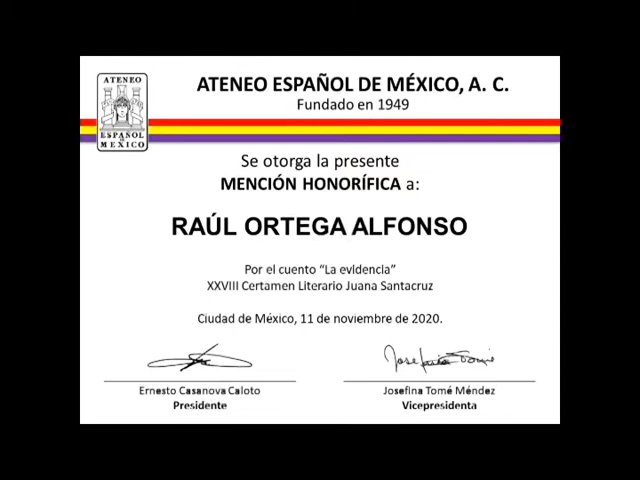 ATENEO
ESPAÑOL
DE
MEXICO
ATENEO ESPAÑOL DE MÉXICO, A. C.
Fundado en 1949
Se otorga la presente
MENCIÓN HONORÍFICA a:
RAÚL ORTEGA ALFONSO
Por el cuento “La evidencia”
XXVIII Certamen Literario Juana Santacruz
Ciudad de México, 11 de noviembre de 2020.
Ernesto Casanova Caloto
Presidente
Josefina Tomé Méndez
Vicepresidenta